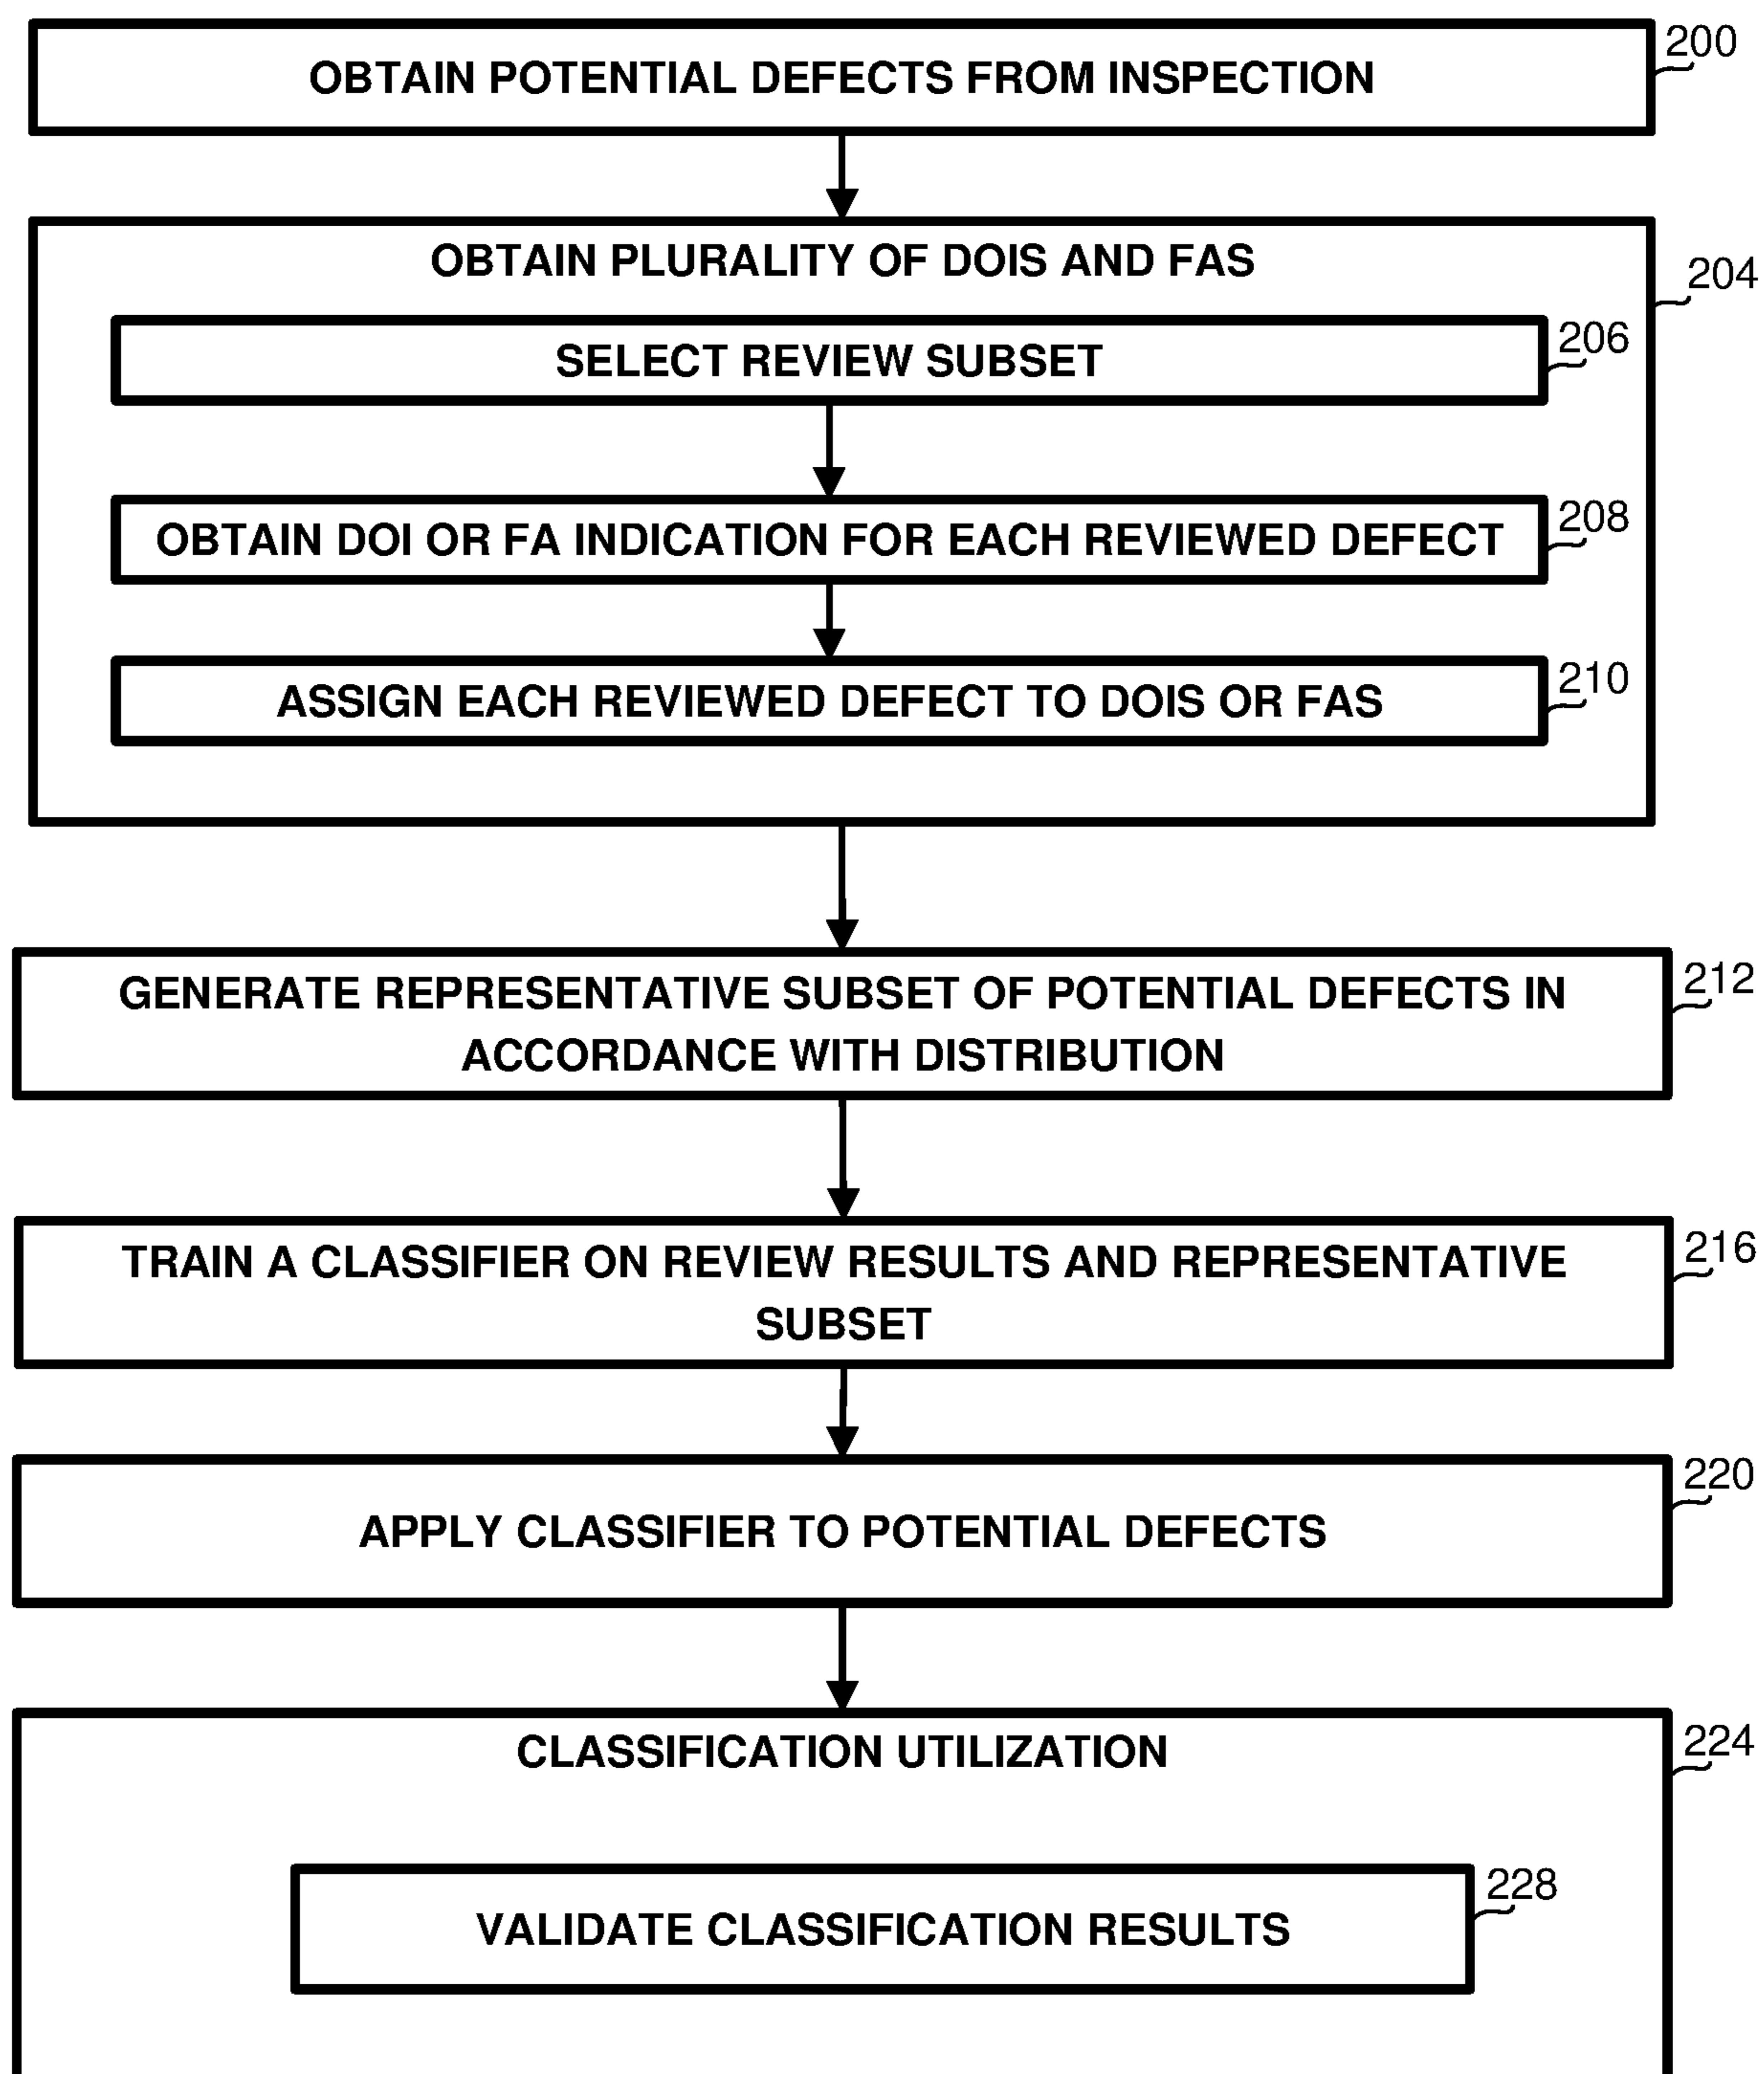 OBTAIN POTENTIAL DEFECTS FROM INSPECTION
200
OBTAIN PLURALITY OF DOIS AND FAS
204
SELECT REVIEW SUBSET
206
OBTAIN DOI OR FA INDICATION FOR EACH REVIEWED DEFECT
208
ASSIGN EACH REVIEWED DEFECT TO DOIS OR FAS
210
GENERATE REPRESENTATIVE SUBSET OF POTENTIAL DEFECTS IN
ACCORDANCE WITH DISTRIBUTION
212
TRAIN A CLASSIFIER ON REVIEW RESULTS AND REPRESENTATIVE
SUBSET
216
APPLY CLASSIFIER TO POTENTIAL DEFECTS
220
CLASSIFICATION UTILIZATION
224
VALIDATE CLASSIFICATION RESULTS
228